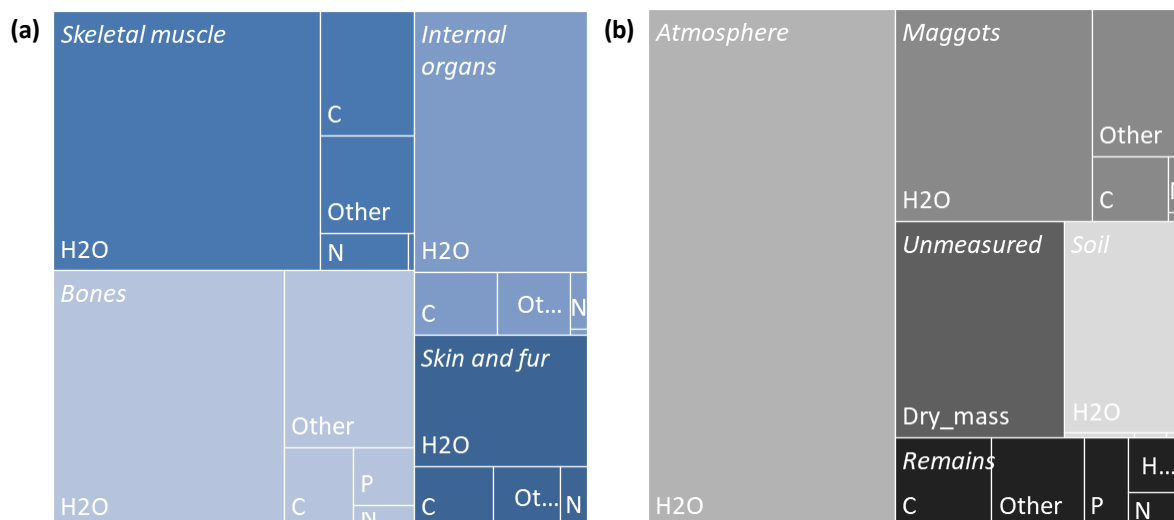 (a)
Skeletal muscle
C
Other
N
H2O
Internal
organs
H2O
C
Ot...
N
Bones
Other
H2O
C
P
N
Skin and fur
H2O
C
Ot...
N
(b)
Atmosphere
H2O
Maggots
Other
H2O
C
Unmeasured
Dry_mass
Soil
H2O
Remains
C
Other
P
H...
N